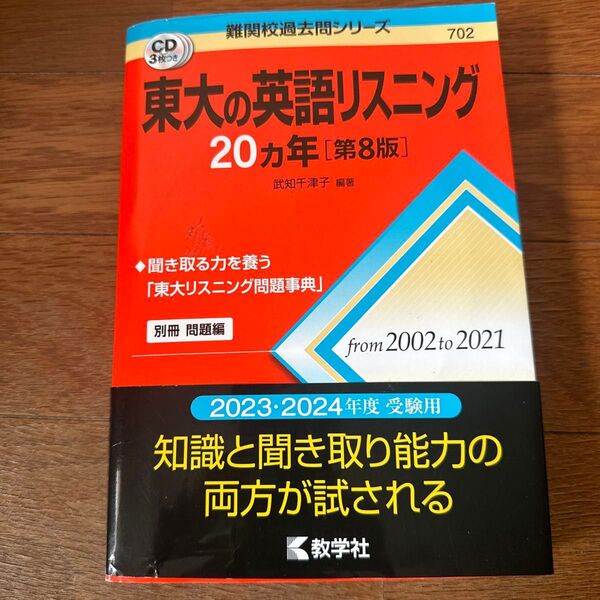 難関校過去問シリーズ
702
CD
3枚つき
東大の英語リスニング
20カ年[第8版]
武知千津子 編著
◆聞き取る力を養う
「東大リスニング問題事典」
別冊 問題編
from 2002 to 2021
2023・2024年度 受験用
知識と聞き取り能力の
両方が試される
教学社